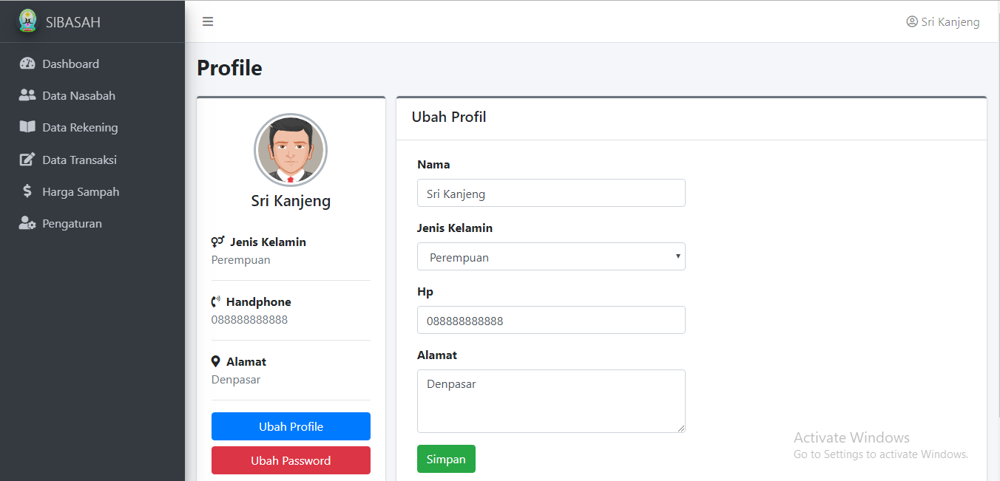 SIBASAH
Sri Kanjeng
Dashboard
Data Nasabah
Data Rekening
Data Transaksi
Harga Sampah
Pengaturan
Profile
Sri Kanjeng
Jenis Kelamin
Perempuan
Handphone
088888888888
Alamat
Denpasar
Ubah Profile
Ubah Password
Ubah Profil
Nama
Sri Kanjeng
Jenis Kelamin
Perempuan
Hp
088888888888
Alamat
Denpasar
Simpan
Activate Windows
Go to Settings to activate Windows.